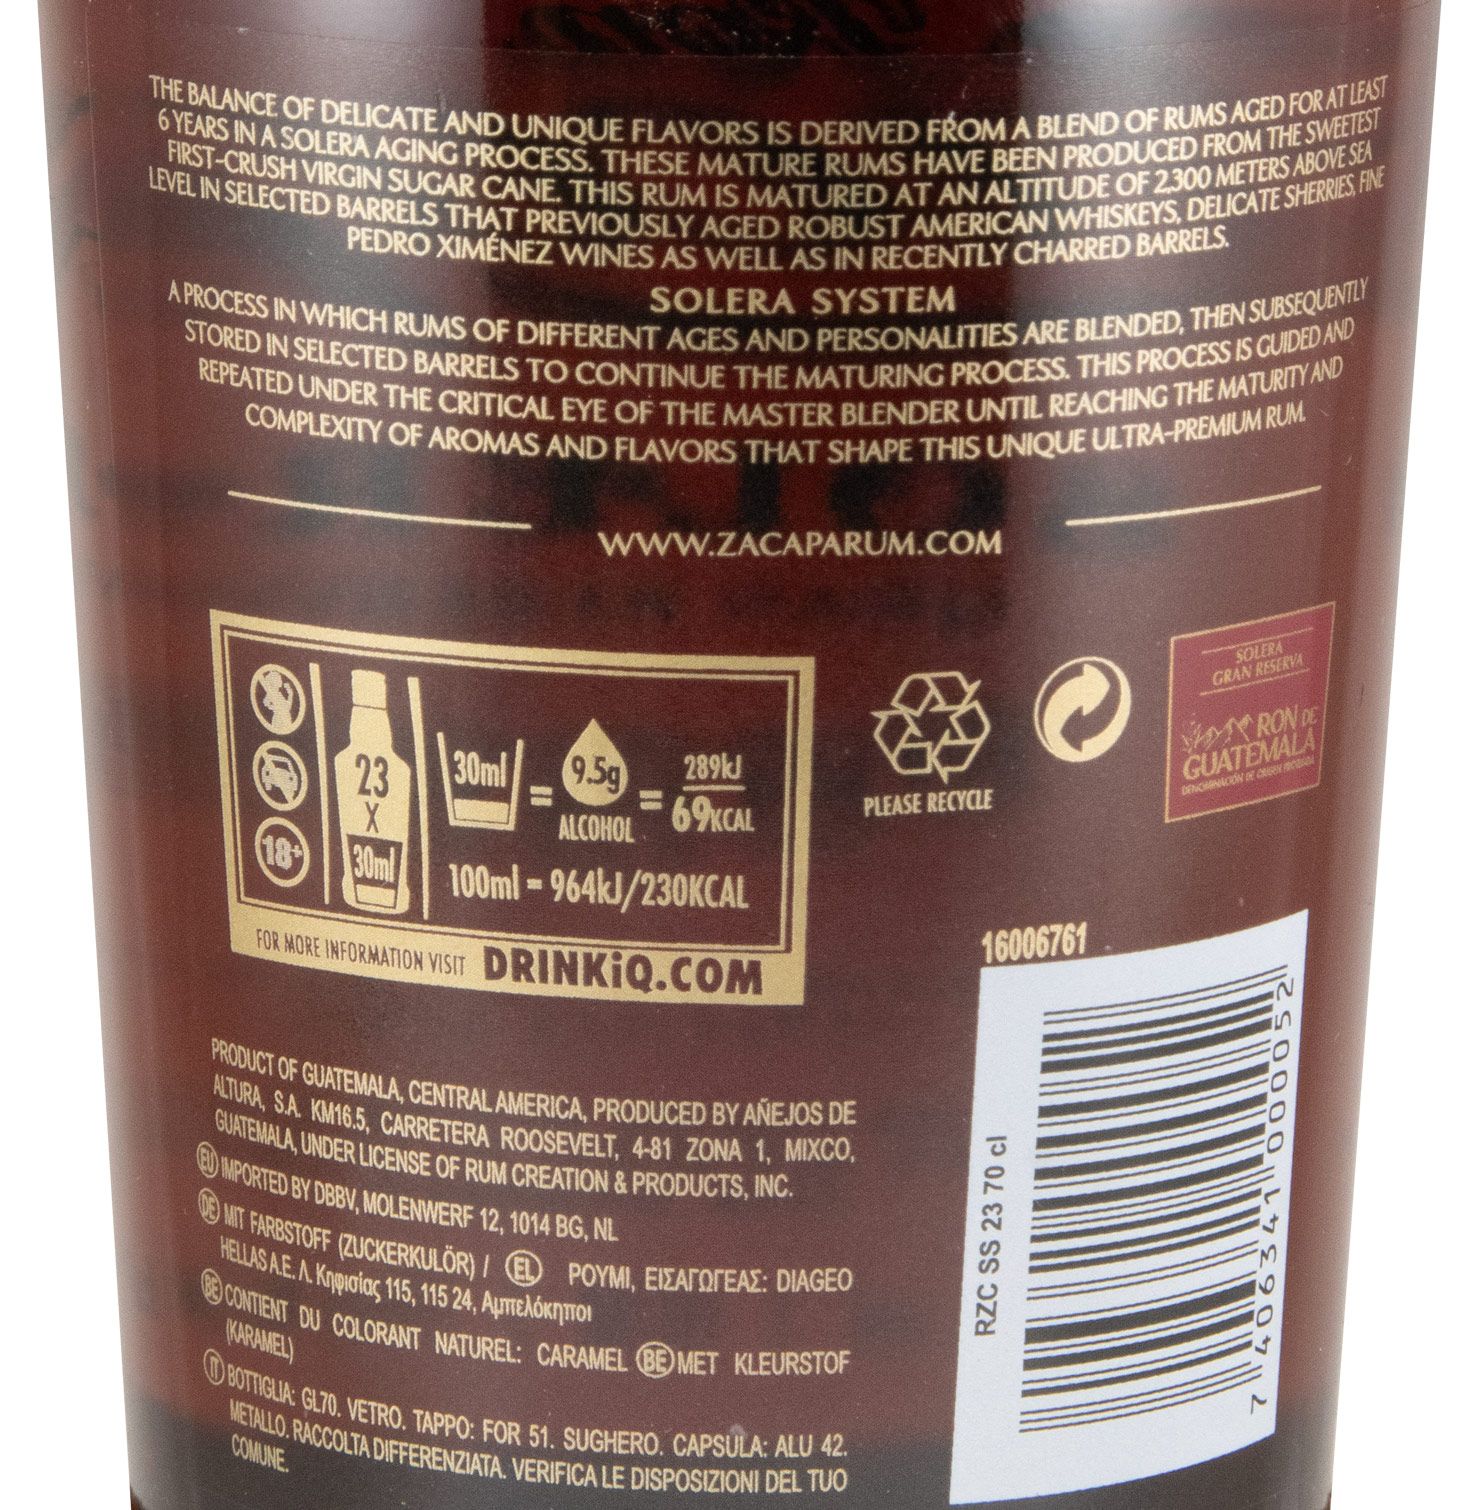 THE BALANCE OF DELICATE AND UNIQUE FLAVORS IS DERIVED FROM A BLEND OF RUMS AGED FOR AT LEAST
6 YEARS IN A SOLERA AGING PROCESS. THESE MATURE RUMS HAVE BEEN PRODUCED FROM THE SWEETEST
FIRST-CRUSH VIRGIN SUGAR CANE. THIS RUM IS MATURED AT AN ALTITUDE OF 2,300 METERS ABOVE SEA
LEVEL IN SELECTED BARRELS THAT PREVIOUSLY AGED ROBUST AMERICAN WHISKEYS, DELICATE SHERRIES, FINE
PEDRO XIMÉNEZ WINES AS WELL AS IN RECENTLY CHARRED BARRELS.
SOLERA SYSTEM
A PROCESS IN WHICH RUMS OF DIFFERENT AGES AND PERSONALITIES ARE BLENDED, THEN SUBSEQUENTLY
STORED IN SELECTED BARRELS TO CONTINUE THE MATURING PROCESS. THIS PROCESS IS GUIDED AND
REPEATED UNDER THE CRITICAL EYE OF THE MASTER BLENDER UNTIL REACHING THE MATURITY AND
COMPLEXITY OF AROMAS AND FLAVORS THAT SHAPE THIS UNIQUE ULTRA-PREMIUM RUM.
WWW.ZACAPARUM.COM
18+
23
X
30ml
30ml = 9.5g = 289kJ
ALCOHOL 69KCAL
100ml = 964kJ/230KCAL
FOR MORE INFORMATION VISIT DRINKiQ.COM
PLEASE RECYCLE
SOLERA
GRAN RESERVA
RON DE
GUATEMALA
DENOMINACIÓN DE ORIGEN PROTEGIDA
16006761
RZC SS 23 70 cl
7 406341 000052
PRODUCT OF GUATEMALA, CENTRAL AMERICA, PRODUCED BY AÑEJOS DE
ALTURA, S.A. KM16.5, CARRETERA ROOSEVELT, 4-81 ZONA 1, MIXCO,
GUATEMALA, UNDER LICENSE OF RUM CREATION & PRODUCTS, INC.
EU IMPORTED BY DBBV, MOLENWERF 12, 1014 BG, NL
DE MIT FARBSTOFF (ZUCKERKULÖR) / EL ΡΟΥΜΙ, ΕΙΣΑΓΩΓΕΑΣ: DIAGEO
HELLAS A.E. Λ. Κηφισίας 115, 115 24, Αμπελόκηποι
BE CONTIENT DU COLORANT NATUREL: CARAMEL BE MET KLEURSTOF
(KARAMEL)
IT BOTTIGLIA: GL70. VETRO. TAPPO: FOR 51. SUGHERO. CAPSULA: ALU 42.
METALLO. RACCOLTA DIFFERENZIATA. VERIFICA LE DISPOSIZIONI DEL TUO
COMUNE.